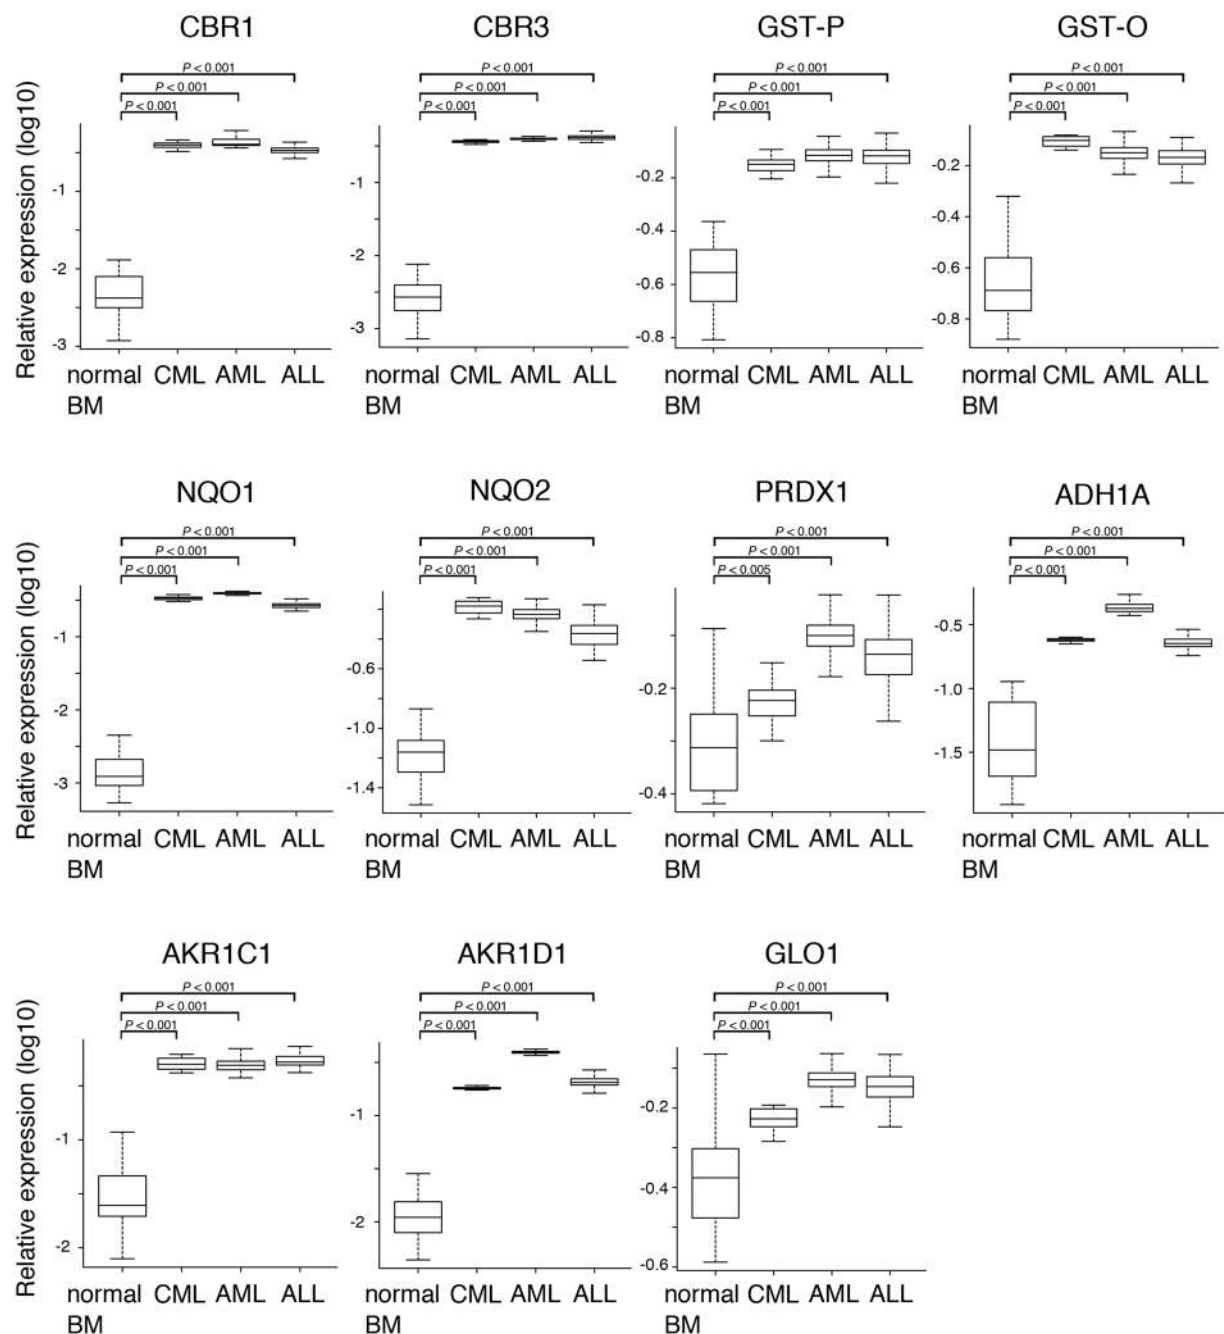 CBR1
CBR3
GST-P
GST-O
P < 0.001
P < 0.001
P < 0.001
P < 0.001
P < 0.001
P < 0.001
P < 0.001
P < 0.001
P < 0.001
P < 0.001
P < 0.001
P < 0.001
Relative expression (log10)
-1
-2
-3
-1
-2
-3
-0.2
-0.4
-0.6
-0.8
-0.2
-0.4
-0.6
-0.8
normal BM CML AML ALL
normal BM CML AML ALL
normal BM CML AML ALL
normal BM CML AML ALL
NQO1
NQO2
PRDX1
ADH1A
P < 0.001
P < 0.001
P < 0.001
P < 0.001
P < 0.001
P < 0.001
P < 0.001
P < 0.001
P < 0.005
P < 0.001
P < 0.001
P < 0.001
Relative expression (log10)
-1
-2
-3
-0.6
-1.0
-1.4
-0.2
-0.4
-0.5
-1.0
-1.5
normal BM CML AML ALL
normal BM CML AML ALL
normal BM CML AML ALL
normal BM CML AML ALL
AKR1C1
AKR1D1
GLO1
P < 0.001
P < 0.001
P < 0.001
P < 0.001
P < 0.001
P < 0.001
P < 0.001
P < 0.001
P < 0.001
Relative expression (log10)
-1
-2
-1
-2
-0.2
-0.4
-0.6
normal BM CML AML ALL
normal BM CML AML ALL
normal BM CML AML ALL